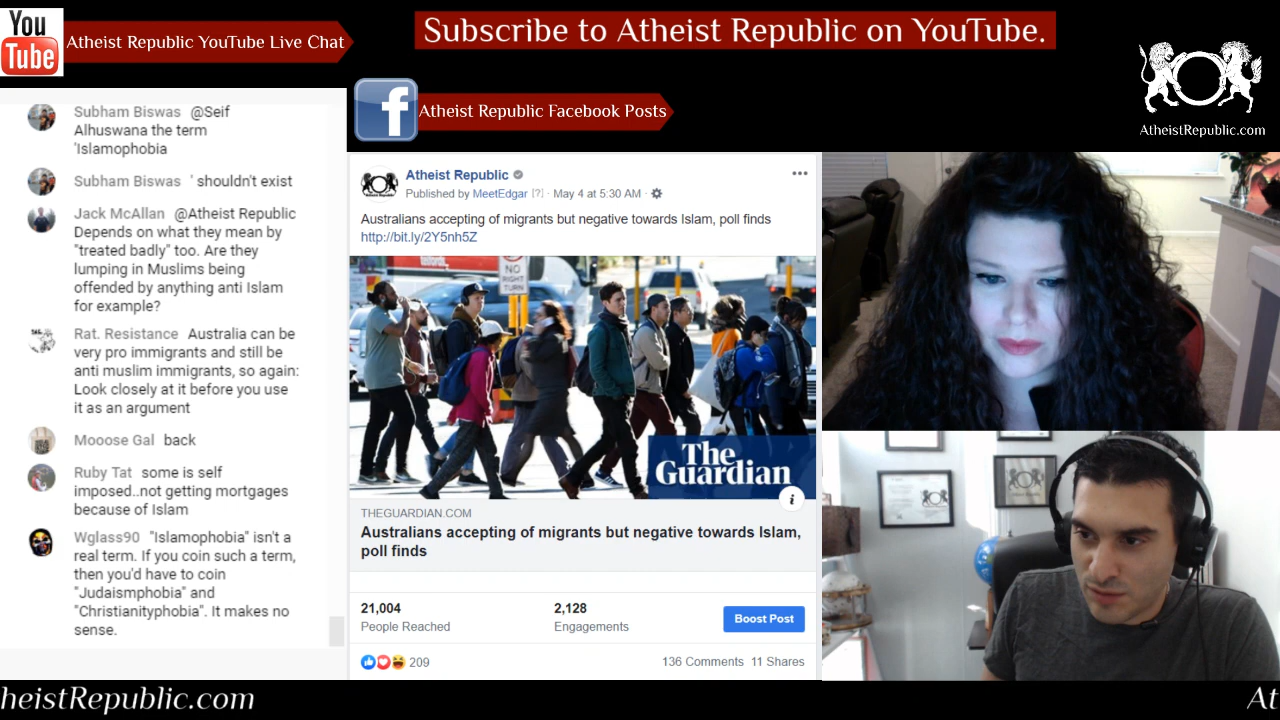 You
Tube
Atheist Republic YouTube Live Chat
Subscribe to Atheist Republic on YouTube.
AtheistRepublic.com
Atheist Republic Facebook Posts
Subham Biswas @Seif
Alhuswana the term
'Islamophobia
Subham Biswas ' shouldn't exist
Jack McAllan @Atheist Republic
Depends on what they mean by
"treated badly" too. Are they
lumping in Muslims being
offended by anything anti Islam
for example?
Rat. Resistance Australia can be
very pro immigrants and still be
anti muslim immigrants, so again:
Look closely at it before you use
it as an argument
Mooose Gal back
Ruby Tat some is self
imposed..not getting mortgages
because of Islam
Wglass90 "Islamophobia" isn't a
real term. If you coin such a term,
then you'd have to coin
"Judaismphobia" and
"Christianityphobia". It makes no
sense.
Atheist Republic
Published by MeetEdgar [?] · May 4 at 5:30 AM ·
Australians accepting of migrants but negative towards Islam, poll finds
http://bit.ly/2Y5nh5Z
NO
RIGHT
TURN
The
Guardian
THEGUARDIAN.COM
Australians accepting of migrants but negative towards Islam,
poll finds
21,004
People Reached
2,128
Engagements
Boost Post
209
136 Comments 11 Shares
heistRepublic.com
At